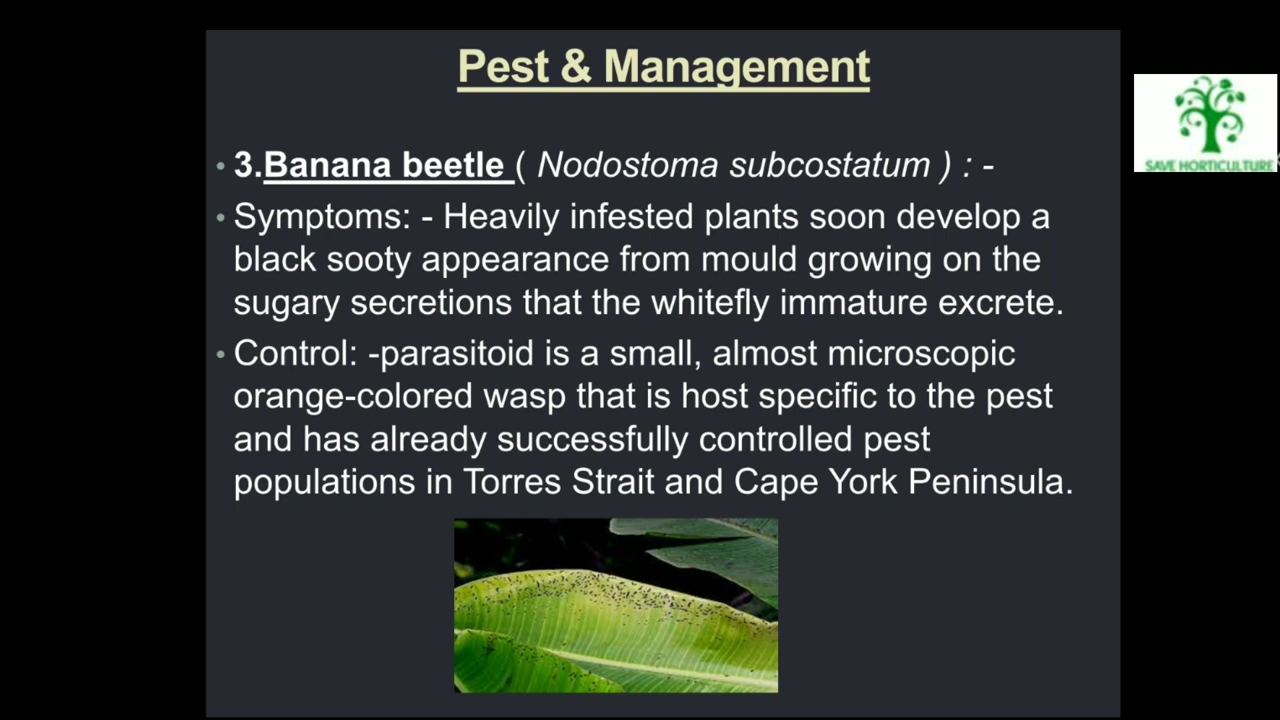 Pest & Management
SAVE HORTICULTURE
• 3.Banana beetle ( Nodostoma subcostatum ) : -
• Symptoms: - Heavily infested plants soon develop a
black sooty appearance from mould growing on the
sugary secretions that the whitefly immature excrete.
• Control: -parasitoid is a small, almost microscopic
orange-colored wasp that is host specific to the pest
and has already successfully controlled pest
populations in Torres Strait and Cape York Peninsula.